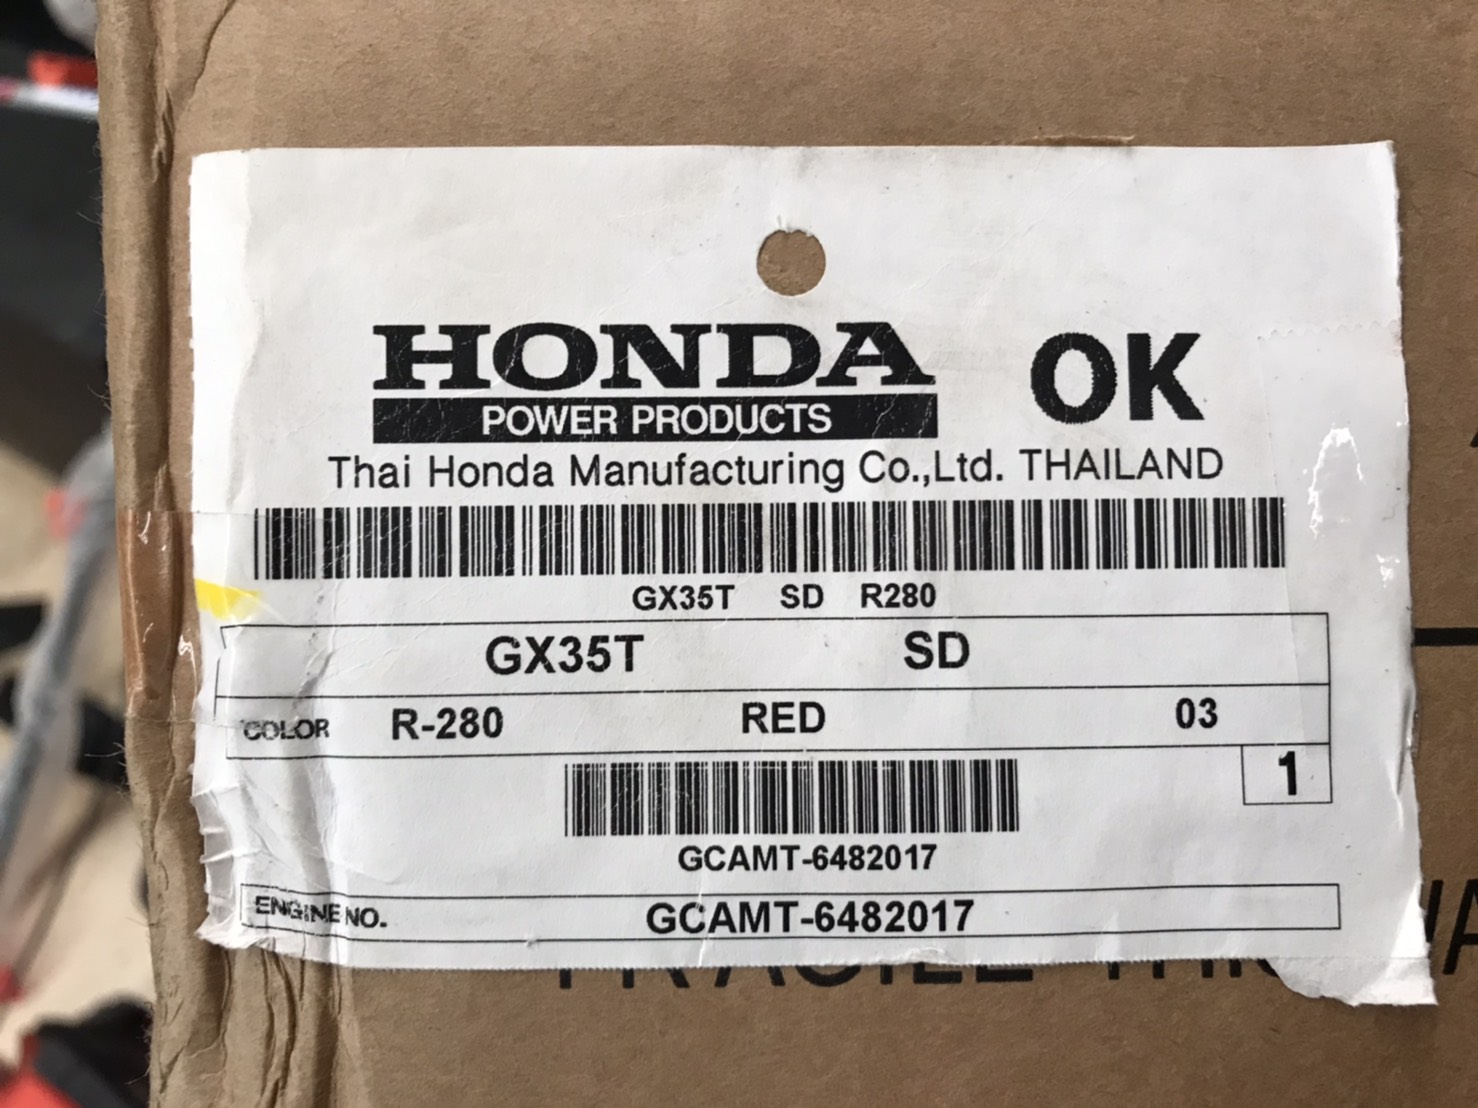 HONDA OK
POWER PRODUCTS
Thai Honda Manufacturing Co.,Ltd. THAILAND
GX35T SD R280
GX35T SD
COLOR R-280 RED 03
1
GCAMT-6482017
ENGINE NO. GCAMT-6482017
FRAGILE